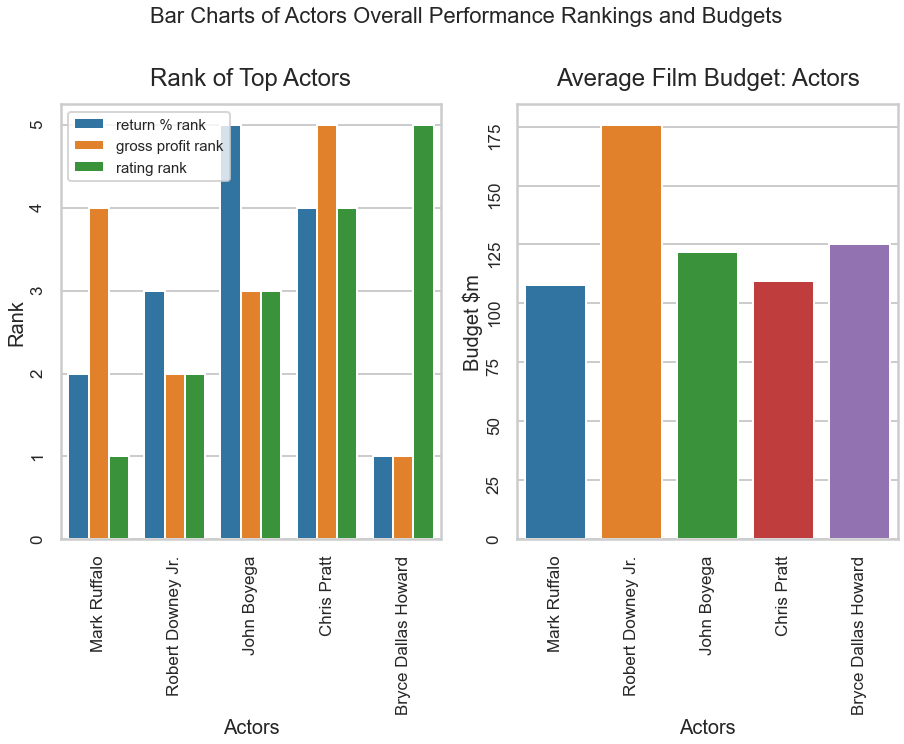 Bar Charts of Actors Overall Performance Rankings and Budgets
Rank of Top Actors
return % rank
gross profit rank
rating rank
Rank
5
4
3
2
1
0
Mark Ruffalo
Robert Downey Jr.
John Boyega
Chris Pratt
Bryce Dallas Howard
Actors
Average Film Budget: Actors
Budget $m
175
150
125
100
75
50
25
0
Mark Ruffalo
Robert Downey Jr.
John Boyega
Chris Pratt
Bryce Dallas Howard
Actors